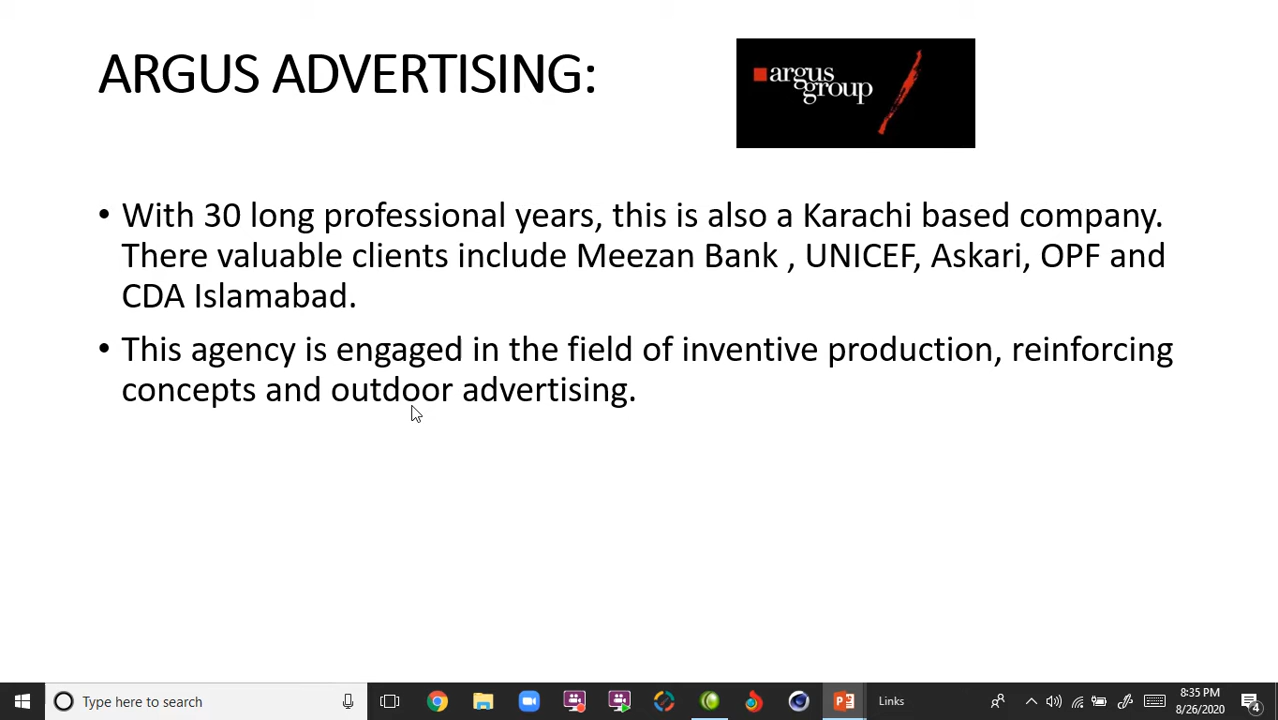 ARGUS ADVERTISING:
argus
group
• With 30 long professional years, this is also a Karachi based company.
There valuable clients include Meezan Bank , UNICEF, Askari, OPF and
CDA Islamabad.
• This agency is engaged in the field of inventive production, reinforcing
concepts and outdoor advertising.
Type here to search
Links
8:35 PM
8/26/2020
4